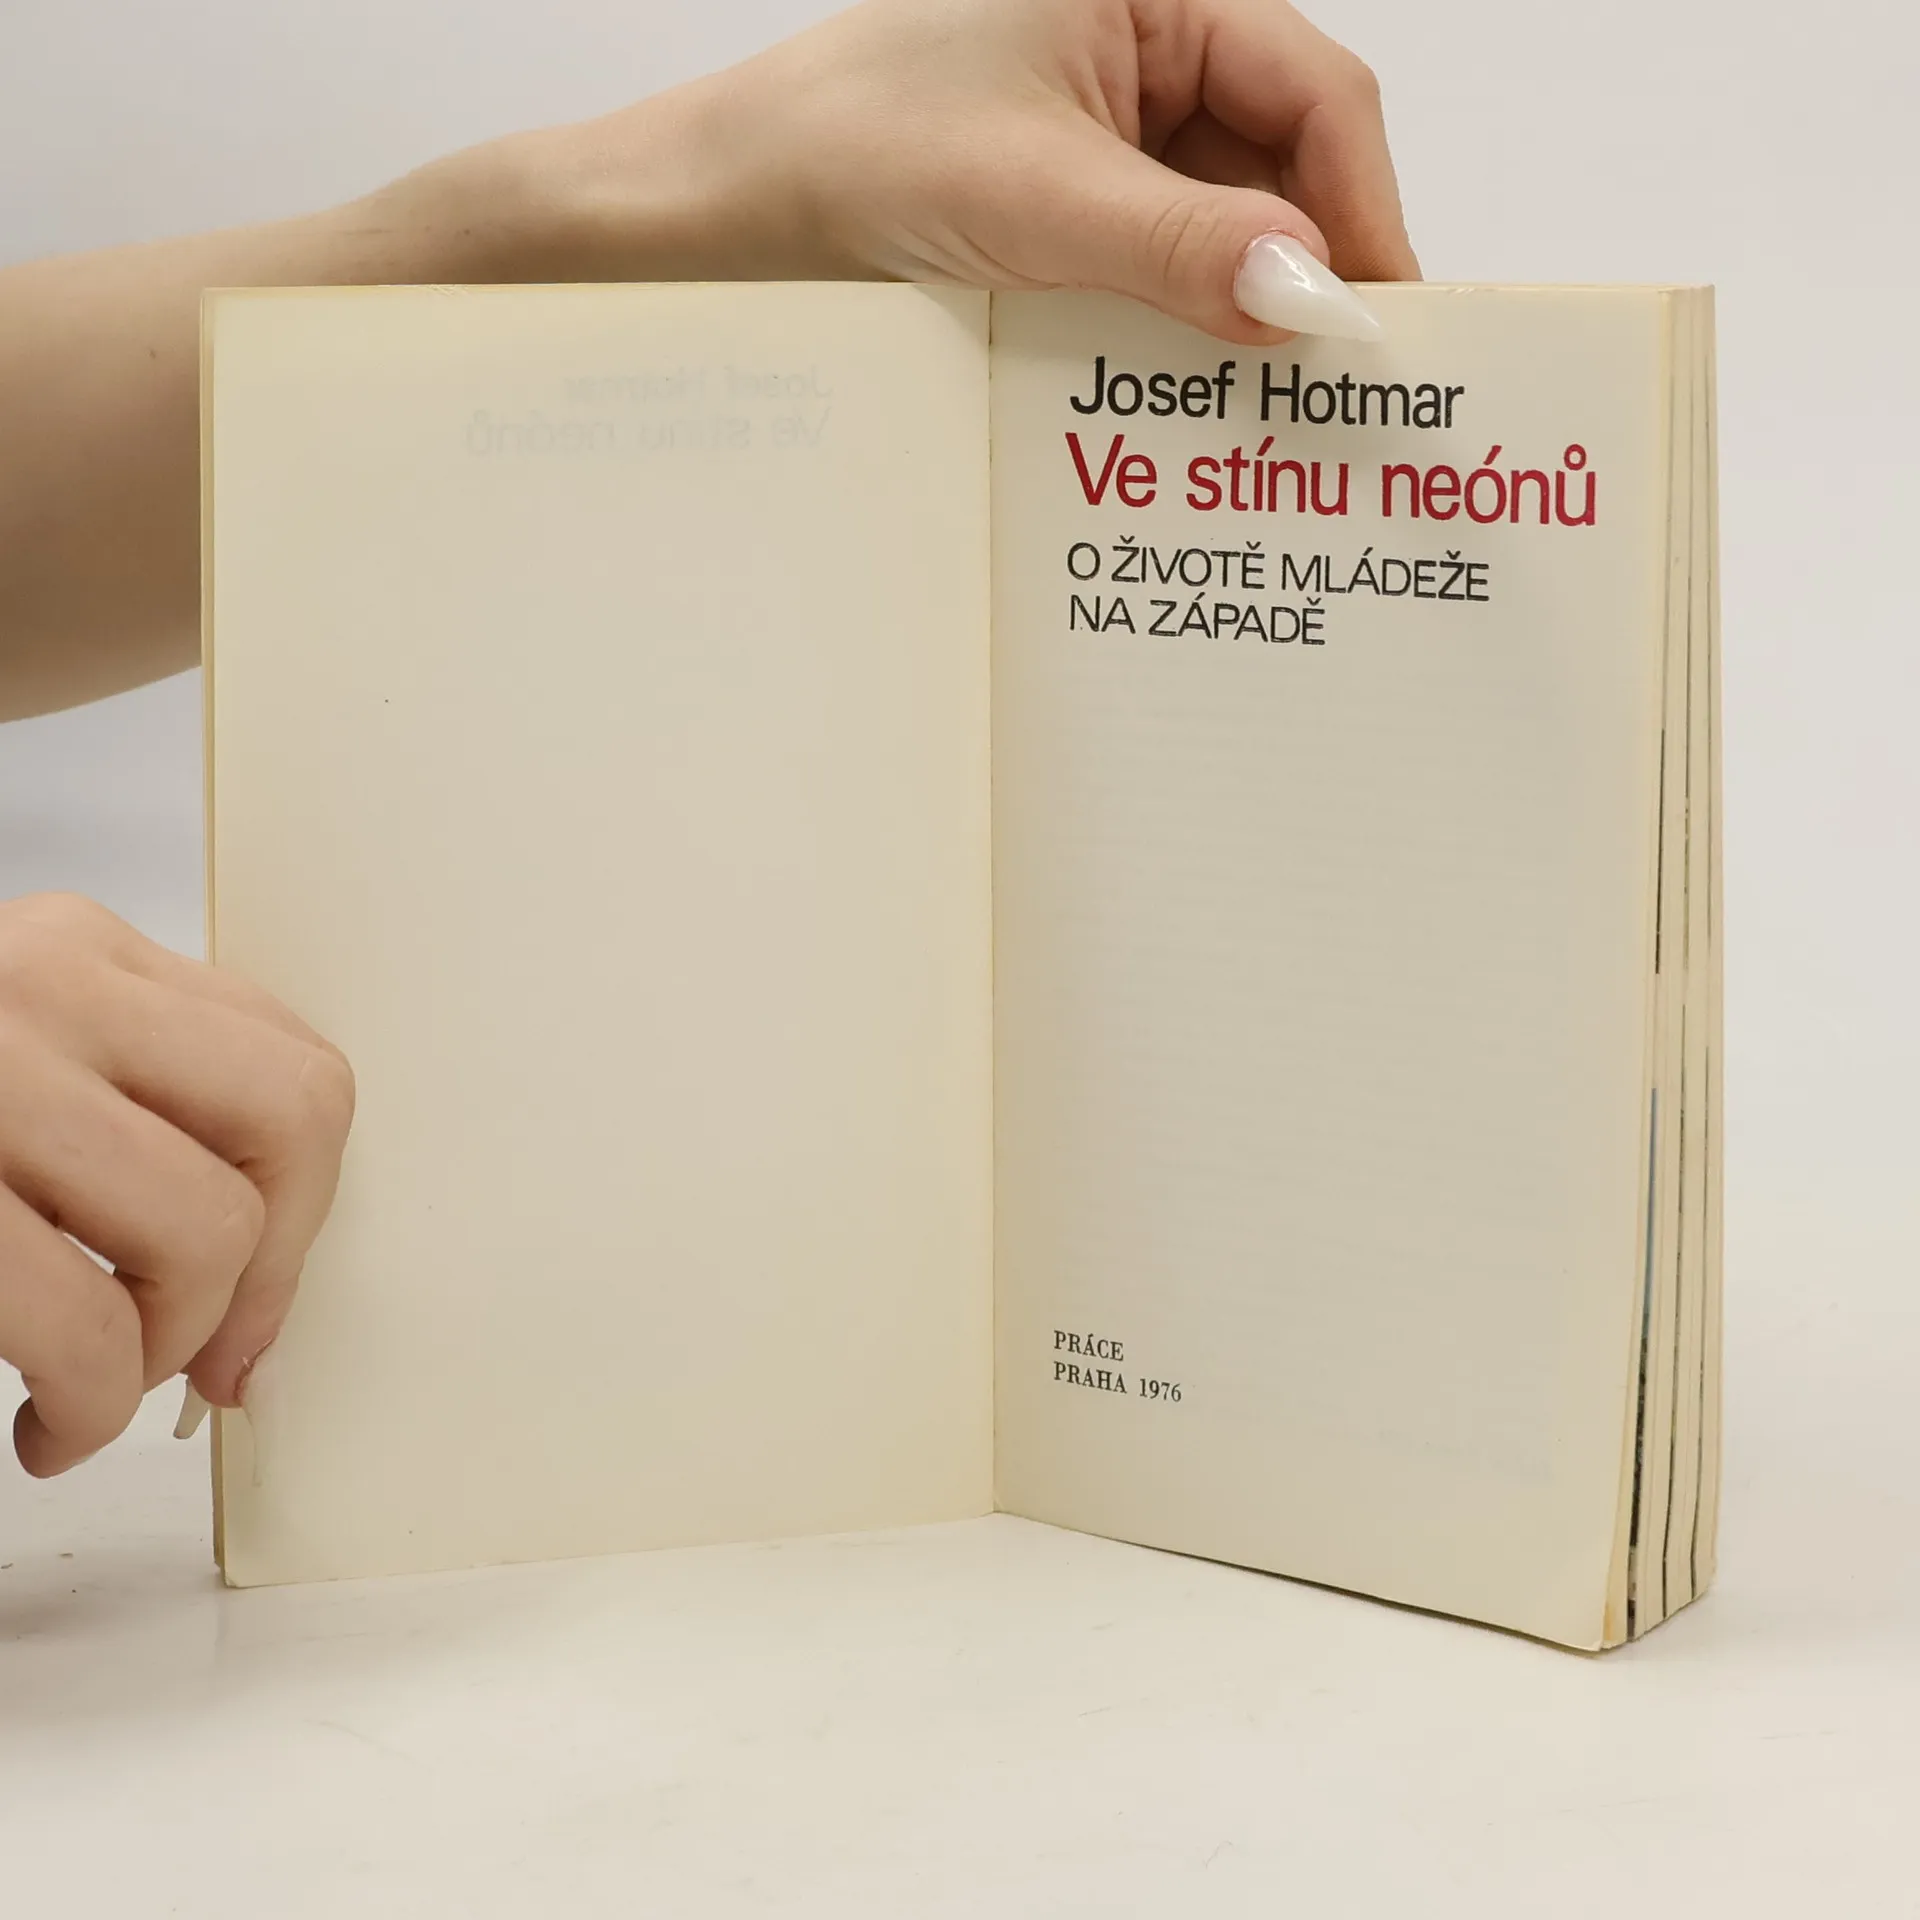 Josef Hotmar
Ve stínu neónů
O ŽIVOTĚ MLÁDEŽE
NA ZÁPADĚ
PRÁCE
PRAHA 1976